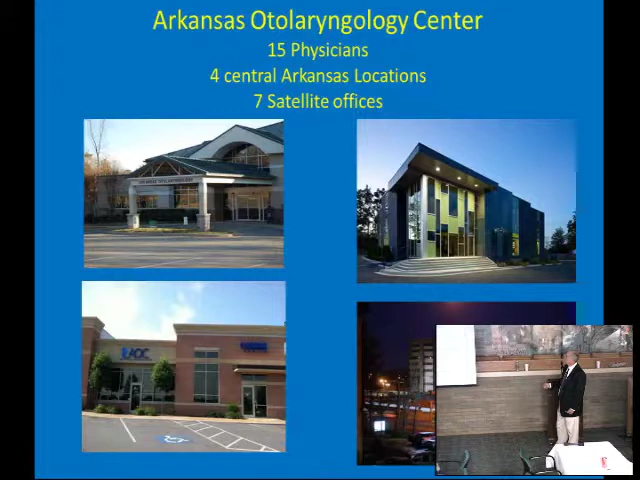 Arkansas Otolaryngology Center
15 Physicians
4 central Arkansas Locations
7 Satellite offices
AOC